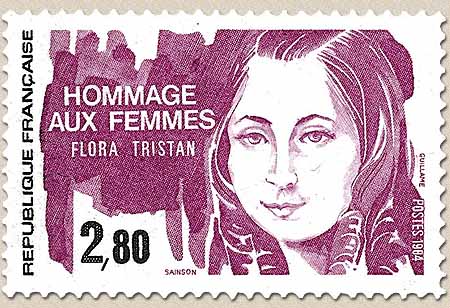 REPUBLIQUE FRANÇAISE
HOMMAGE
AUX FEMMES
FLORA TRISTAN
2,80
SAINSON
GUILLAME
POSTES 1984